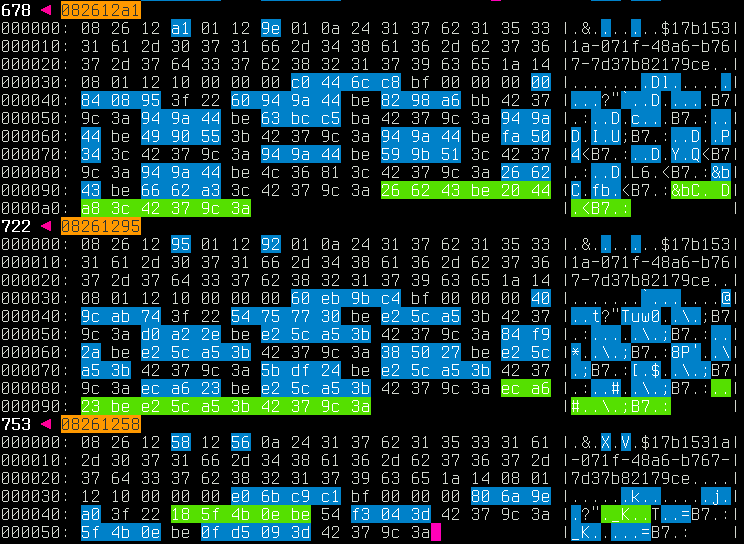 678 ◄ 082612a1
000000: 08 26 12 a1 01 12 9e 01 0a 24 31 37 62 31 35 33 |.&.......$17b153
000010: 31 61 2d 30 37 31 66 2d 34 38 61 36 2d 62 37 36 |1a-071f-48a6-b76
000020: 37 2d 37 64 33 37 62 38 32 31 37 39 63 65 1a 14 |7-7d37b82179ce..
000030: 08 01 12 10 00 00 00 c0 44 6c c8 bf 00 00 00 00 |........Dl......
000040: 84 08 95 3f 22 60 94 9a 44 be 82 98 a6 bb 42 37 |...?"`..D.....B7
000050: 9c 3a 94 9a 44 be 63 bc c5 ba 42 37 9c 3a 94 9a |.:..D.c...B7.:..
000060: 44 be 49 90 55 3b 42 37 9c 3a 94 9a 44 be fa 50 |D.I.U;B7.:..D..P
000070: 34 3c 42 37 9c 3a 94 9a 44 be 59 9b 51 3c 42 37 |4<B7.:..D.Y.Q<B7
000080: 9c 3a 94 9a 44 be 4c 36 81 3c 42 37 9c 3a 26 62 |.:..D.L6.<B7.:&b
000090: 43 be 66 62 a3 3c 42 37 9c 3a 26 62 43 be 20 44 |C.fb.<B7.:&bC. D
0000a0: a8 3c 42 37 9c 3a |.<B7.:
722 ◄ 08261295
000000: 08 26 12 95 01 12 92 01 0a 24 31 37 62 31 35 33 |.&.......$17b153
000010: 31 61 2d 30 37 31 66 2d 34 38 61 36 2d 62 37 36 |1a-071f-48a6-b76
000020: 37 2d 37 64 33 37 62 38 32 31 37 39 63 65 1a 14 |7-7d37b82179ce..
000030: 08 01 12 10 00 00 00 60 eb 9b c4 bf 00 00 00 40 |.......`.......@
000040: 9c ab 74 3f 22 54 75 77 30 be e2 5c a5 3b 42 37 |..t?"Tuw0..\.;B7
000050: 9c 3a d0 a2 2e be e2 5c a5 3b 42 37 9c 3a 84 f9 |.:.....\.;B7.:..
000060: 2a be e2 5c a5 3b 42 37 9c 3a 38 50 27 be e2 5c |*..\.;B7.:8P'..\
000070: a5 3b 42 37 9c 3a 5b df 24 be e2 5c a5 3b 42 37 |.;B7.:[.$..\.;B7
000080: 9c 3a ec a6 23 be e2 5c a5 3b 42 37 9c 3a ec a6 |.:..#..\.;B7.:..
000090: 23 be e2 5c a5 3b 42 37 9c 3a |#..\.;B7.:
753 ◄ 08261258
000000: 08 26 12 58 12 56 0a 24 31 37 62 31 35 33 31 61 |.&.X.V.$17b1531a
000010: 2d 30 37 31 66 2d 34 38 61 36 2d 62 37 36 37 2d |-071f-48a6-b767-
000020: 37 64 33 37 62 38 32 31 37 39 63 65 1a 14 08 01 |7d37b82179ce....
000030: 12 10 00 00 00 e0 6b c9 c1 bf 00 00 00 80 6a 9e |......k.......j.
000040: a0 3f 22 18 5f 4b 0e be 54 f3 04 3d 42 37 9c 3a |.?"._K..T..=B7.:
000050: 5f 4b 0e be 0f d5 09 3d 42 37 9c 3a |_K.....=B7.: